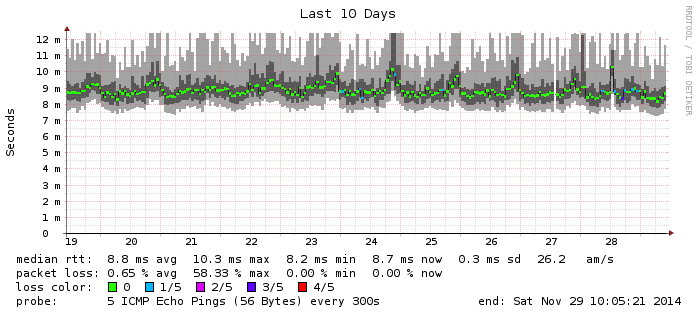 Last 10 Days
RRDTOOL / TOBI OETIKER
Seconds
12 m
11 m
10 m
9 m
8 m
7 m
6 m
5 m
4 m
3 m
2 m
1 m
0
19 20 21 22 23 24 25 26 27 28
median rtt: 8.8 ms avg 10.3 ms max 8.2 ms min 8.7 ms now 0.3 ms sd 26.2 am/s
packet loss: 0.65 % avg 58.33 % max 0.00 % min 0.00 % now
loss color: 0 1/5 2/5 3/5 4/5
probe: 5 ICMP Echo Pings (56 Bytes) every 300s end: Sat Nov 29 10:05:21 2014